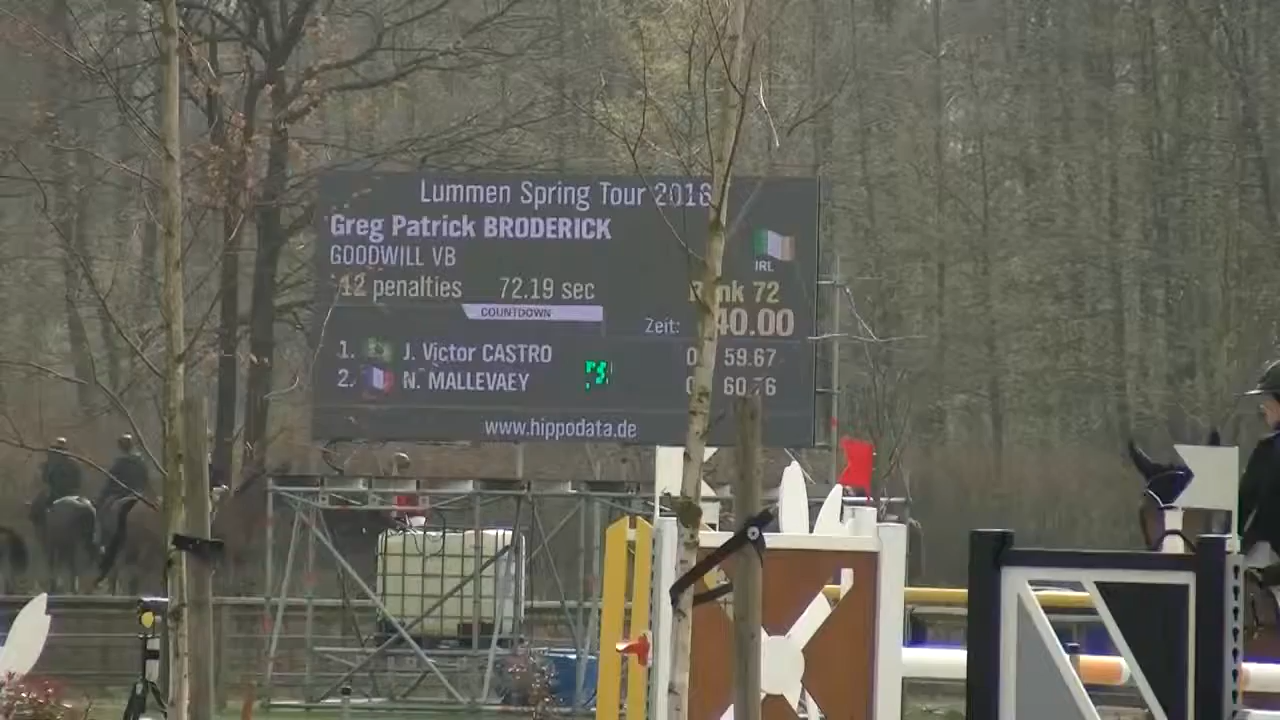 Lummen Spring Tour 2016
Greg Patrick BRODERICK
GOODWILL VB
IRL
12 penalties 72.19 sec
72
COUNTDOWN
Zeit: 40.00
1. J. Victor CASTRO 59.67
2. N. MALLEVAEY 60.76
www.hippodata.de